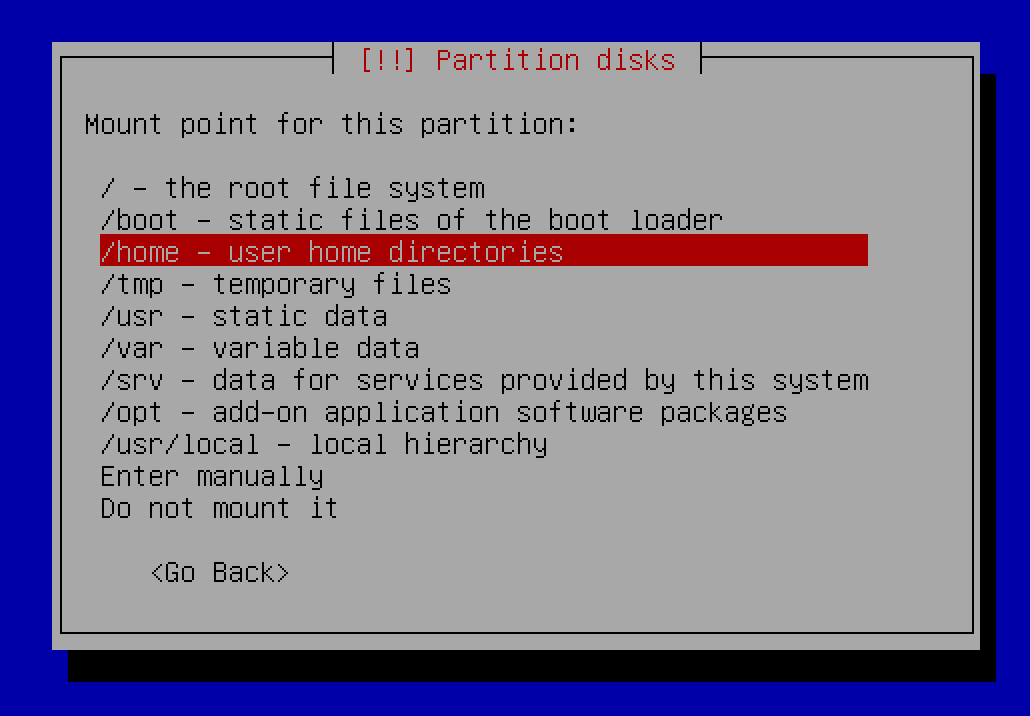 [!!] Partition disks
Mount point for this partition:
/ - the root file system
/boot - static files of the boot loader
/home - user home directories
/tmp - temporary files
/usr - static data
/var - variable data
/srv - data for services provided by this system
/opt - add-on application software packages
/usr/local - local hierarchy
Enter manually
Do not mount it
<Go Back>